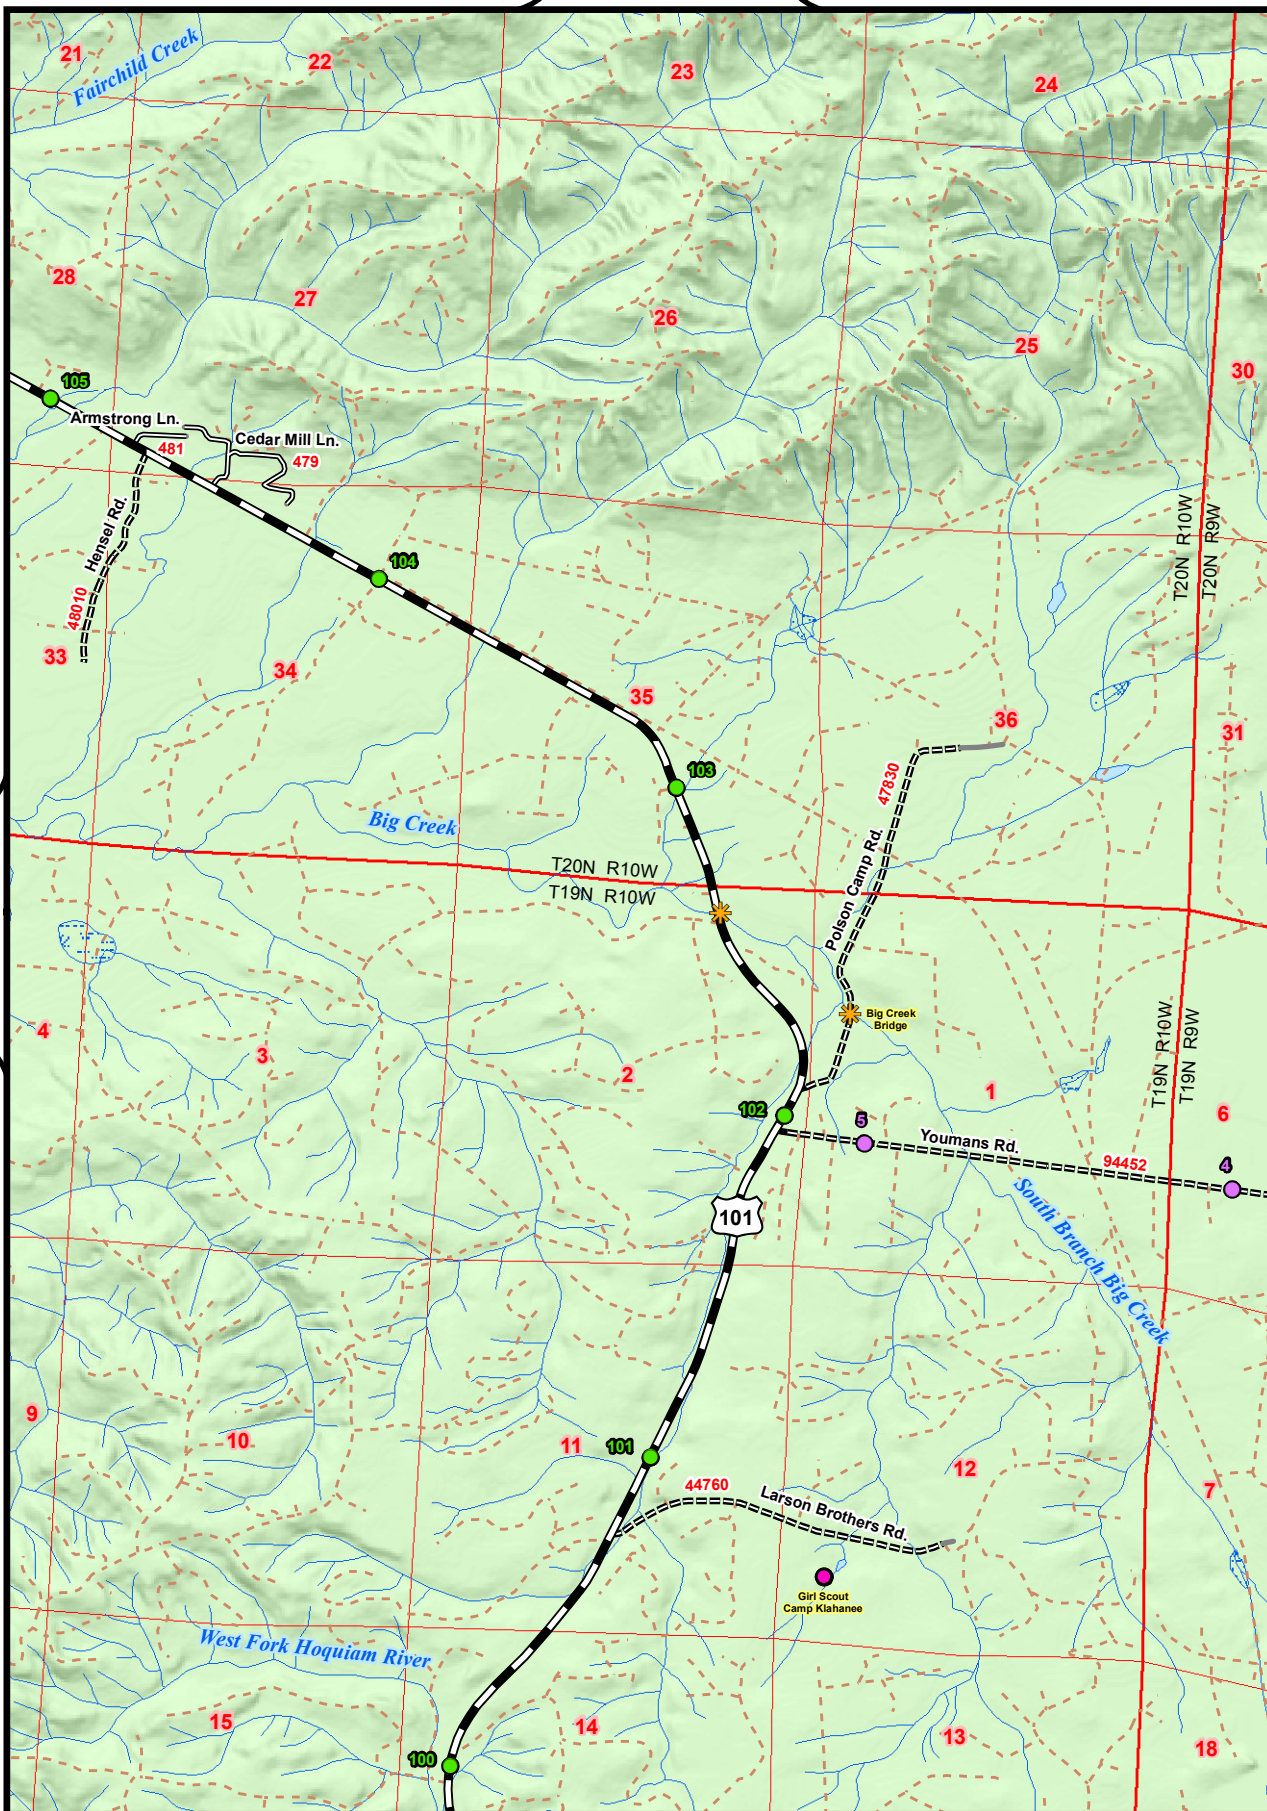 21
Fairchild Creek
22
23
24
28
27
26
25
30
105
Armstrong Ln.
481
Cedar Mill Ln.
479
Hensel Rd.
48010
104
T20N R10W
T20N R9W
33
34
35
36
31
103
47830
Polson Camp Rd.
Big Creek
T20N R10W
T19N R10W
Big Creek
Bridge
4
3
2
1
T19N R10W
T19N R9W
6
102
5
Youmans Rd.
94452
4
101
South Branch Big Creek
9
10
11
101
12
7
44760
Larson Brothers Rd.
Girl Scout
Camp Klahanee
West Fork Hoquiam River
15
14
13
18
100